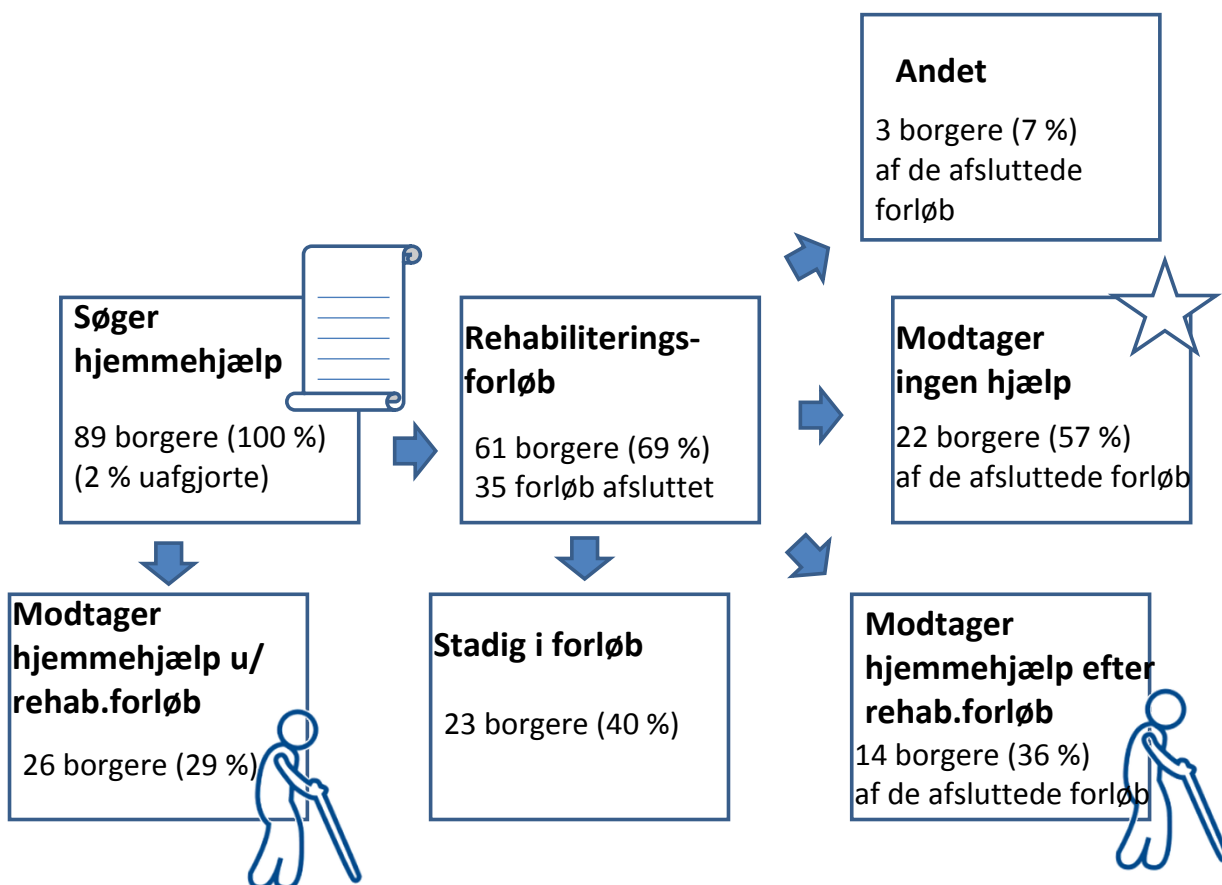 Søger
hjemmehjælp
89 borgere (100 %)
(2 % uafgjorte)
Modtager
hjemmehjælp u/
rehab.forløb
26 borgere (29 %)
Rehabiliterings-
forløb
61 borgere (69 %)
35 forløb afsluttet
Stadig i forløb
23 borgere (40 %)
Andet
3 borgere (7 %)
af de afsluttede
forløb
Modtager
ingen hjælp
22 borgere (57 %)
af de afsluttede forløb
Modtager
hjemmehjælp efter
rehab.forløb
14 borgere (36 %)
af de afsluttede forløb